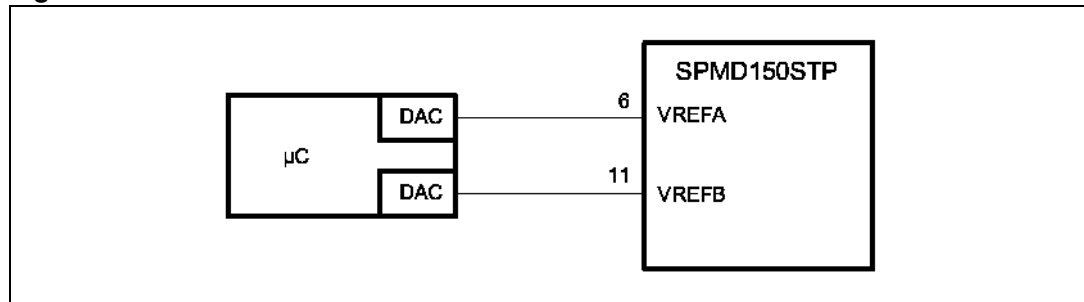 SPMD150STP
DAC
6
VREFA
µC
DAC
11
VREFB